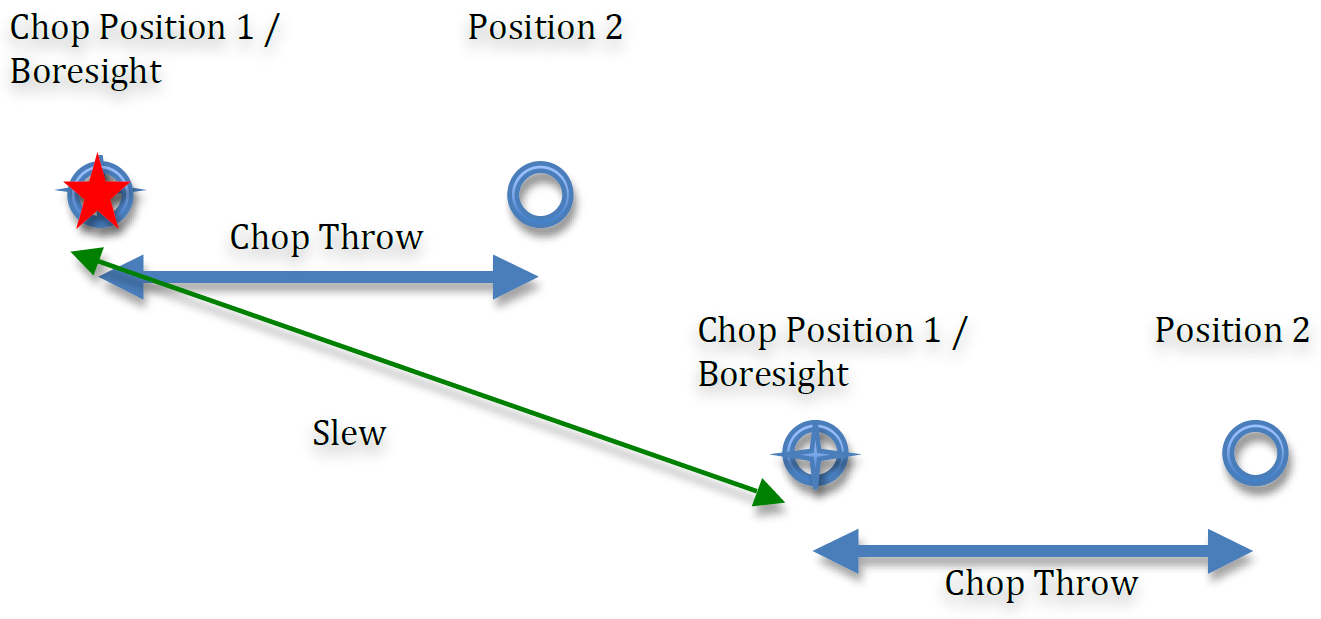 Chop Position 1 /
Boresight
Position 2
Chop Throw
Chop Position 1 /
Boresight
Position 2
Slew
Chop Throw